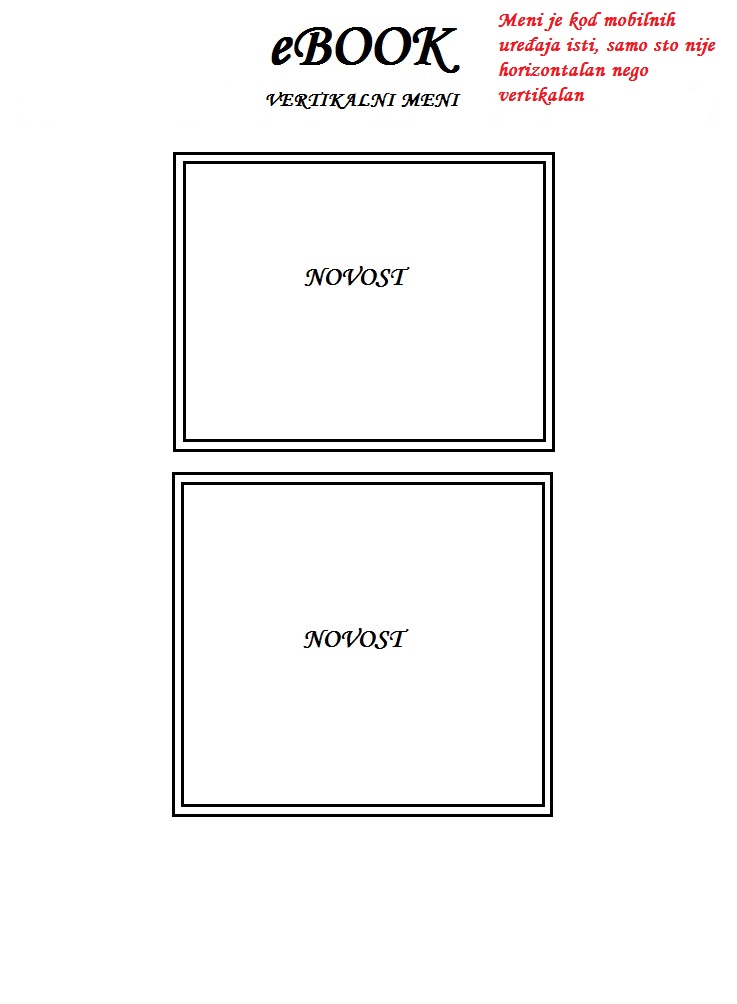 eBOOK
VERTIKALNI MENI
Meni je kod mobilnih
uređaja isti, samo sto nije
horizontalan nego
vertikalan
NOVOST
NOVOST